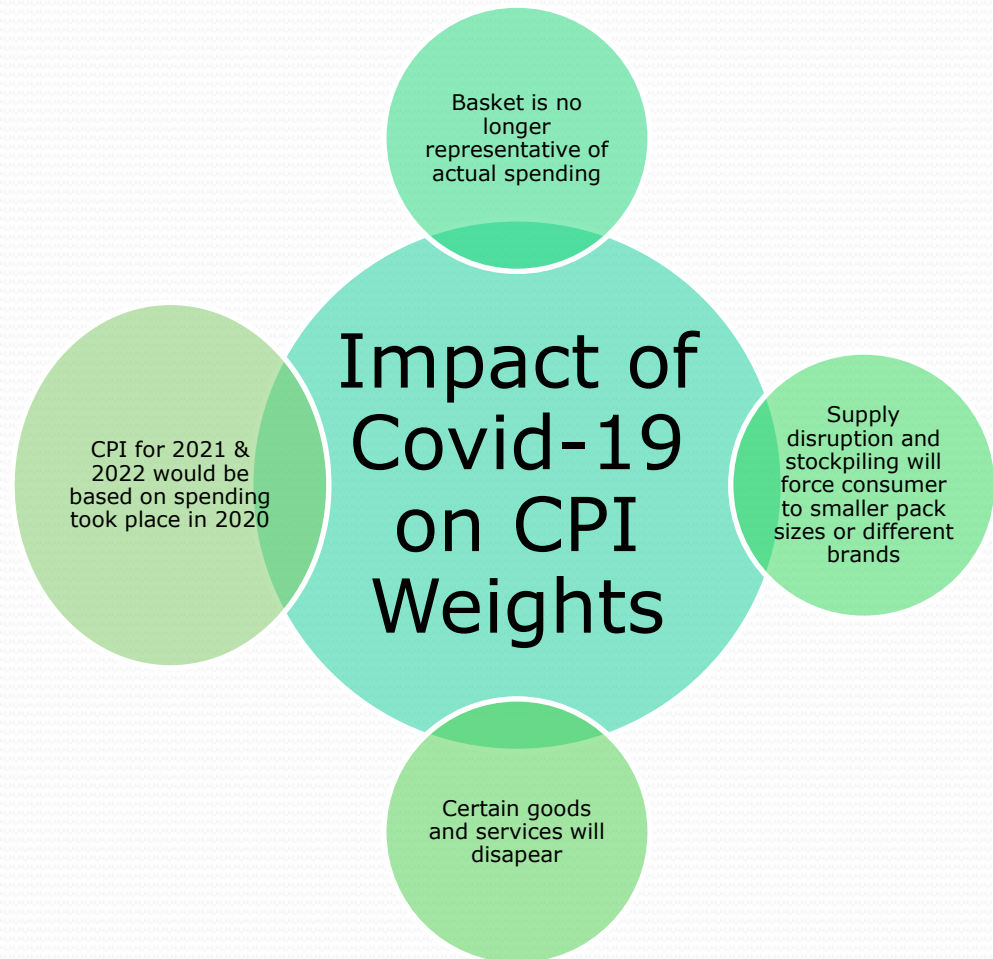 Basket is no
longer
representative of
actual spending
Impact of
Covid-19
on CPI
Weights
Supply
disruption and
stockpiling will
force consumer
to smaller pack
sizes or different
brands
Certain goods
and services will
disapear
CPI for 2021 &
2022 would be
based on spending
took place in 2020